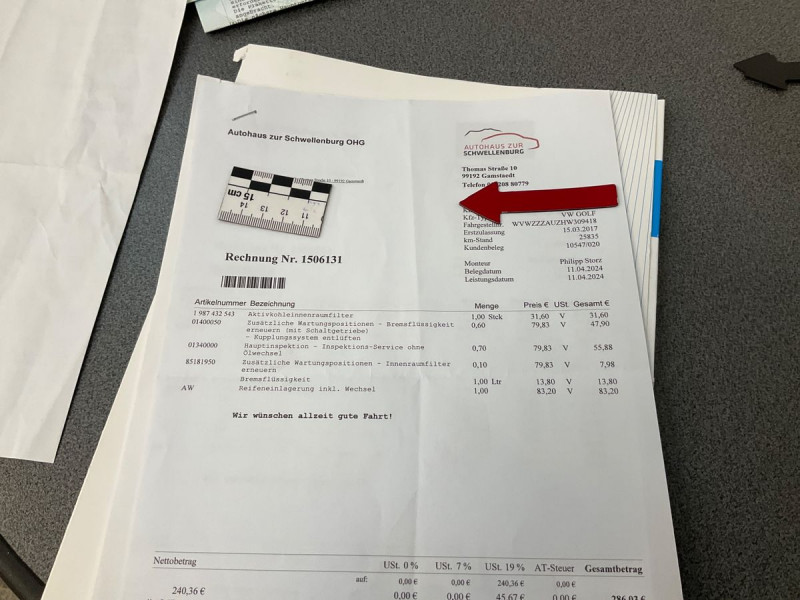 Autohaus zur Schwellenburg OHG
AUTOHAUS ZUR
SCHWELLENBURG
Thomas Straße 10
99192 Gamstaedt
Telefon 208 80779
15 cm
14 13 12 11
VW GOLF
Fahrgestellnr. WVWZZZAUZHW309418
Erstzulassung 15.03.2017
km-Stand 25835
Kundenbeleg 10547/020
Rechnung Nr. 1506131
Monteur Philipp Storz
Belegdatum 11.04.2024
Leistungsdatum 11.04.2024
Artikelnummer Bezeichnung Menge Preis € USt. Gesamt €
1 987 432 543 Aktivkohleinnenraumfilter 1,00 Stck 31,60 V 31,60
01400050 Zusätzliche Wartungspositionen - Bremsflüssigkeit 0,60 79,83 V 47,90
erneuern (mit Schaltgetriebe)
- Kupplungssystem entlüften
01340000 Hauptinspektion - Inspektions-Service ohne 0,70 79,83 V 55,88
Ölwechsel
85181950 Zusätzliche Wartungspositionen - Innenraumfilter 0,10 79,83 V 7,98
erneuern
Bremsflüssigkeit 1,00 Ltr 13,80 V 13,80
AW Reifeneinlagerung inkl. Wechsel 1,00 83,20 V 83,20
Wir wünschen allzeit gute Fahrt!
Nettobetrag USt. 0 % USt. 7 % USt. 19 % AT-Steuer Gesamtbetrag
auf: 0,00 € 0,00 € 240,36 € 0,00 €
240,36 € 0,00 € 0,00 € 45,67 € 0,00 € 286,03 €